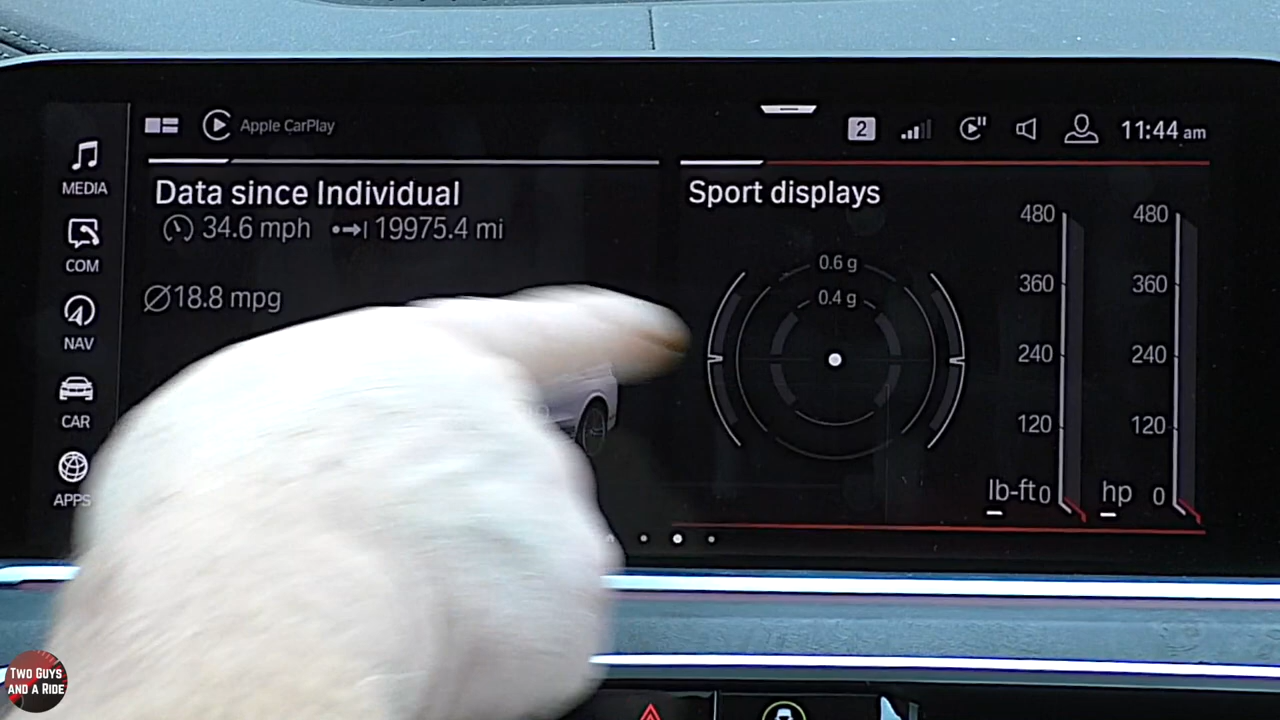 Apple CarPlay
2
11:44 am
MEDIA
COM
NAV
CAR
APPS
Data since Individual
34.6 mph 19975.4 mi
Ø18.8 mpg
Sport displays
0.6 g
0.4 g
480
360
240
120
lb-ft 0
480
360
240
120
hp 0
TWO GUYS
AND A RIDE